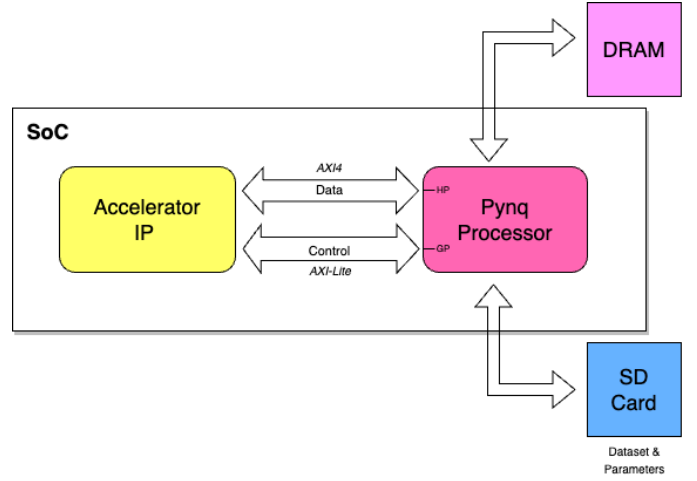 DRAM
SoC
AXI4
Data
HP
Accelerator
IP
Pynq
Processor
Control
GP
AXI-Lite
SD
Card
Dataset &
Parameters